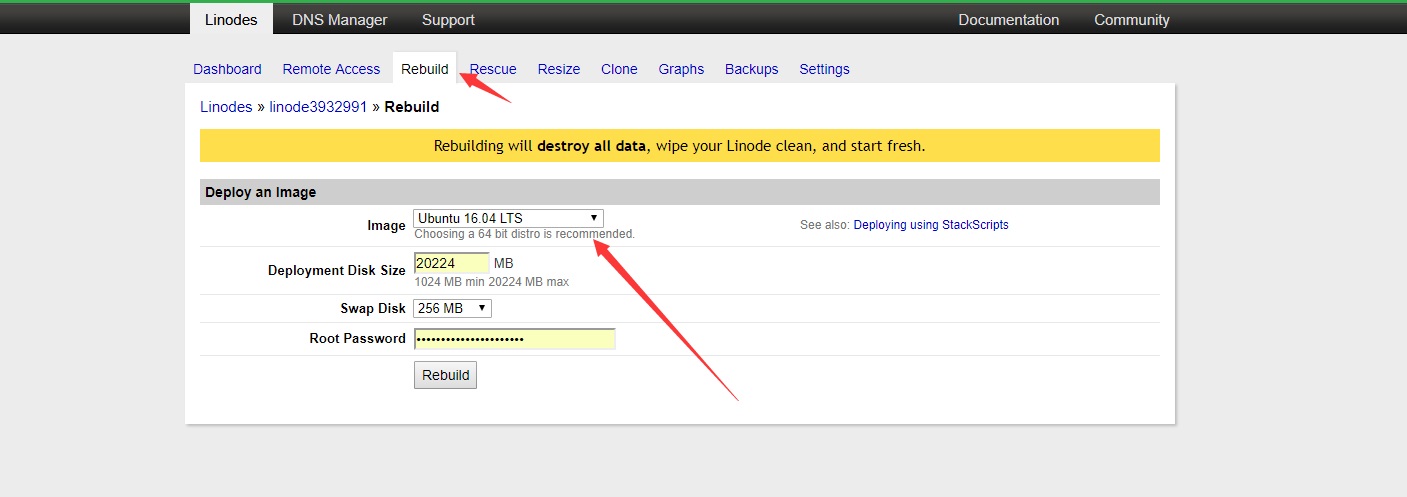 Linodes DNS Manager Support Documentation Community
Dashboard Remote Access Rebuild Rescue Resize Clone Graphs Backups Settings
Linodes » linode3932991 » Rebuild
Rebuilding will destroy all data, wipe your Linode clean, and start fresh.
Deploy an Image
Image Ubuntu 16.04 LTS See also: Deploying using StackScripts
Choosing a 64 bit distro is recommended.
Deployment Disk Size 20224 MB
1024 MB min 20224 MB max
Swap Disk 256 MB
Root Password
Rebuild